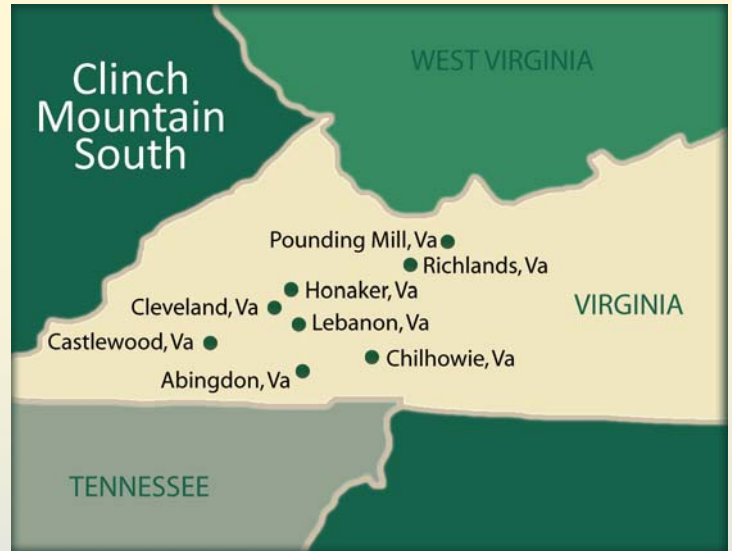 Clinch
Mountain
South
WEST VIRGINIA
Pounding Mill, Va
Richlands, Va
Honaker, Va
Cleveland, Va
VIRGINIA
Lebanon, Va
Castlewood, Va
Chilhowie, Va
Abingdon, Va
TENNESSEE